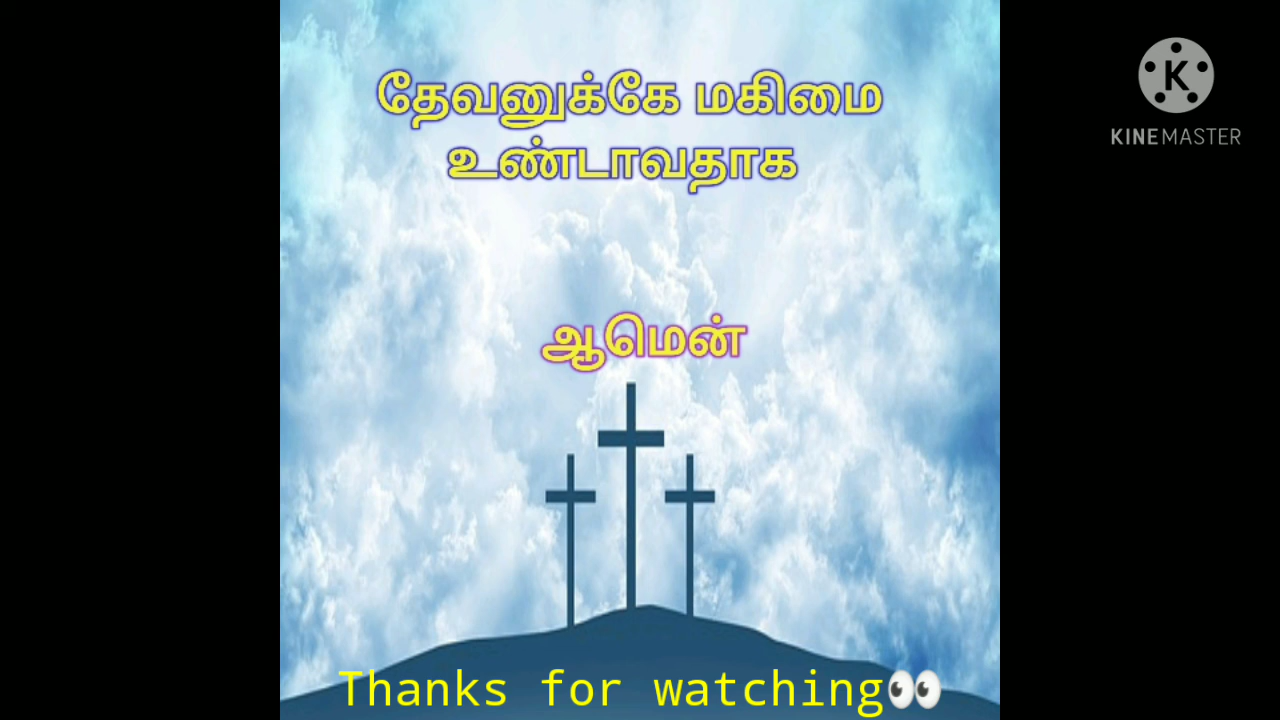 தேவனுக்கே மகிமை
உண்டாவதாக
ஆமென்
Thanks for watching👀
KINEMASTER